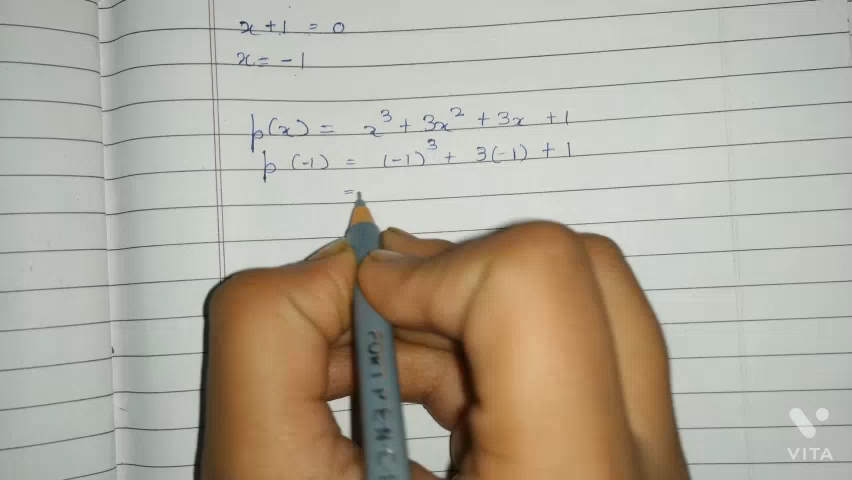 x + 1 = 0
x = -1
p(x) = x³ + 3x² + 3x + 1
p(-1) = (-1)³ + 3(-1) + 1
=
VITA